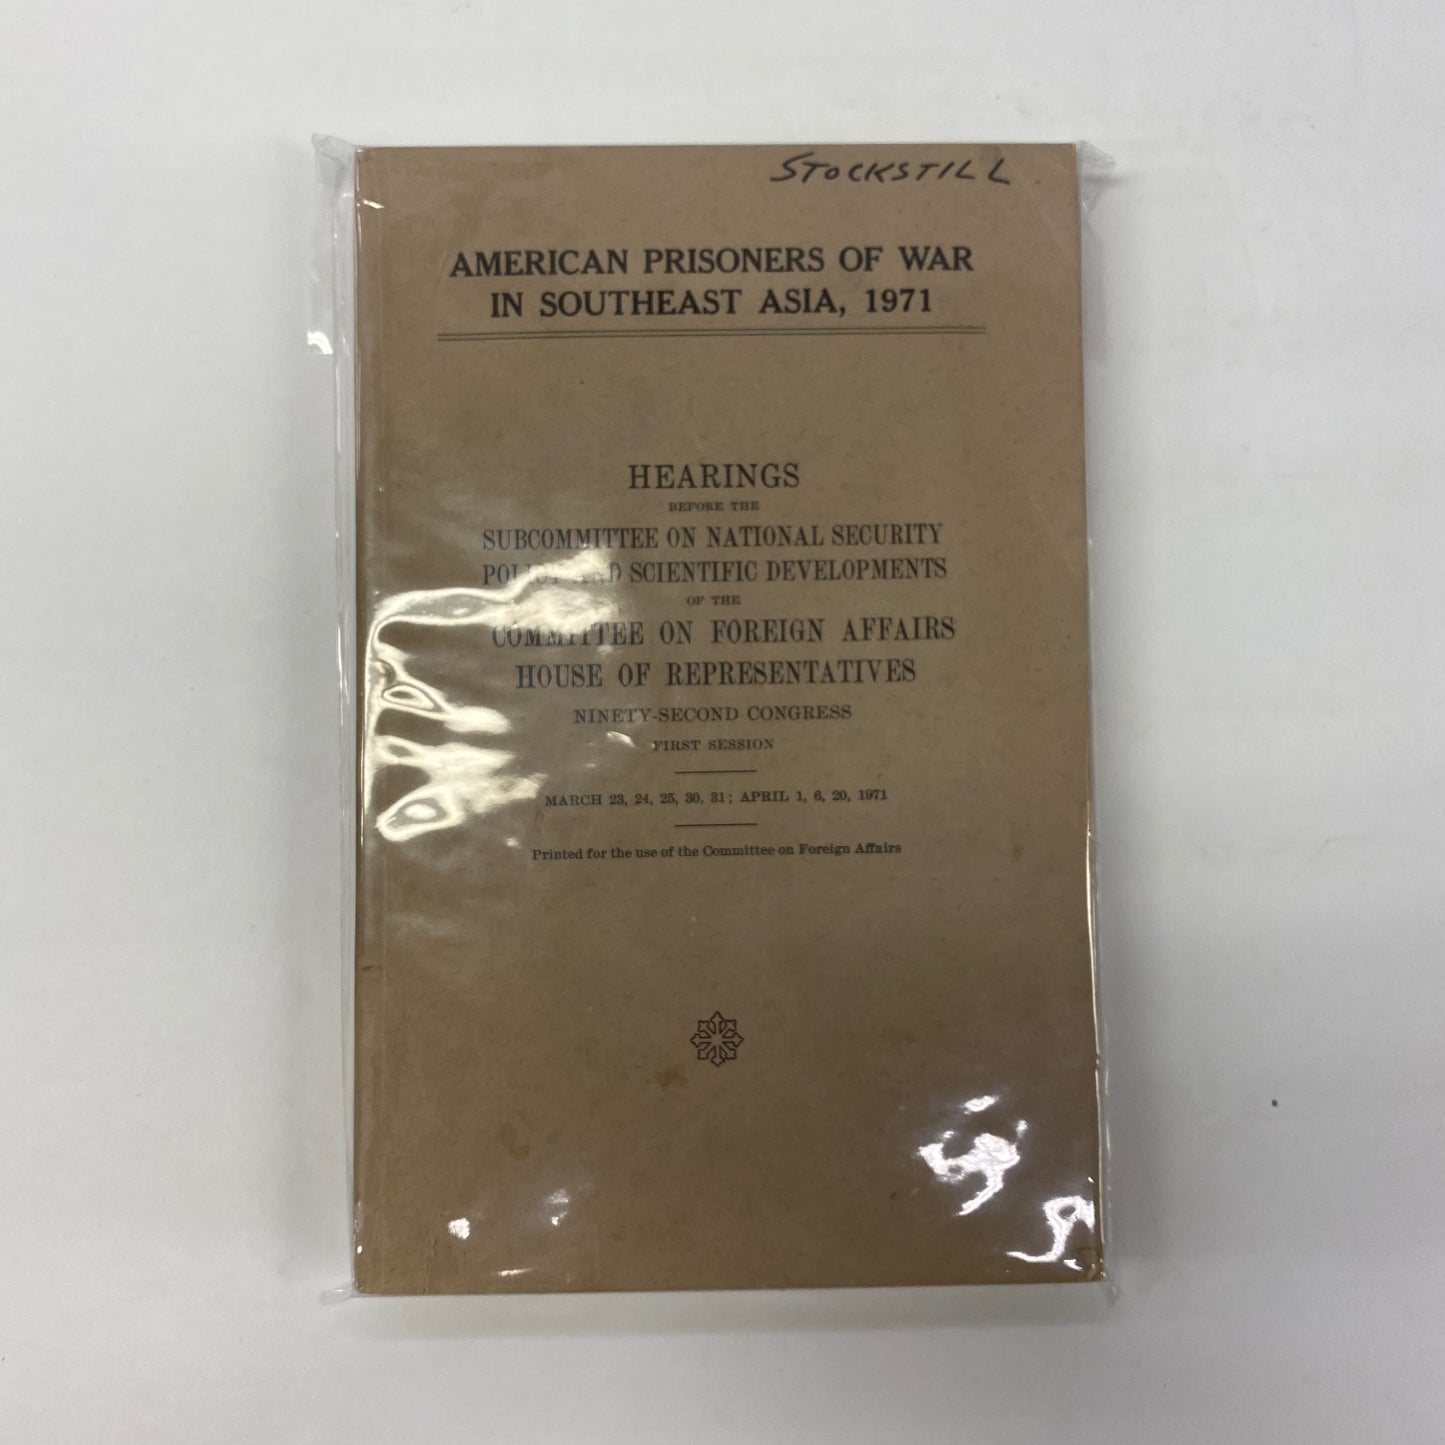 STOCKSTILL
AMERICAN PRISONERS OF WAR
IN SOUTHEAST ASIA, 1971
HEARINGS
BEFORE THE
SUBCOMMITTEE ON NATIONAL SECURITY
POLICY AND SCIENTIFIC DEVELOPMENTS
OF THE
COMMITTEE ON FOREIGN AFFAIRS
HOUSE OF REPRESENTATIVES
NINETY-SECOND CONGRESS
FIRST SESSION
MARCH 23, 24, 25, 30, 31; APRIL 1, 6, 20, 1971
Printed for the use of the Committee on Foreign Affairs